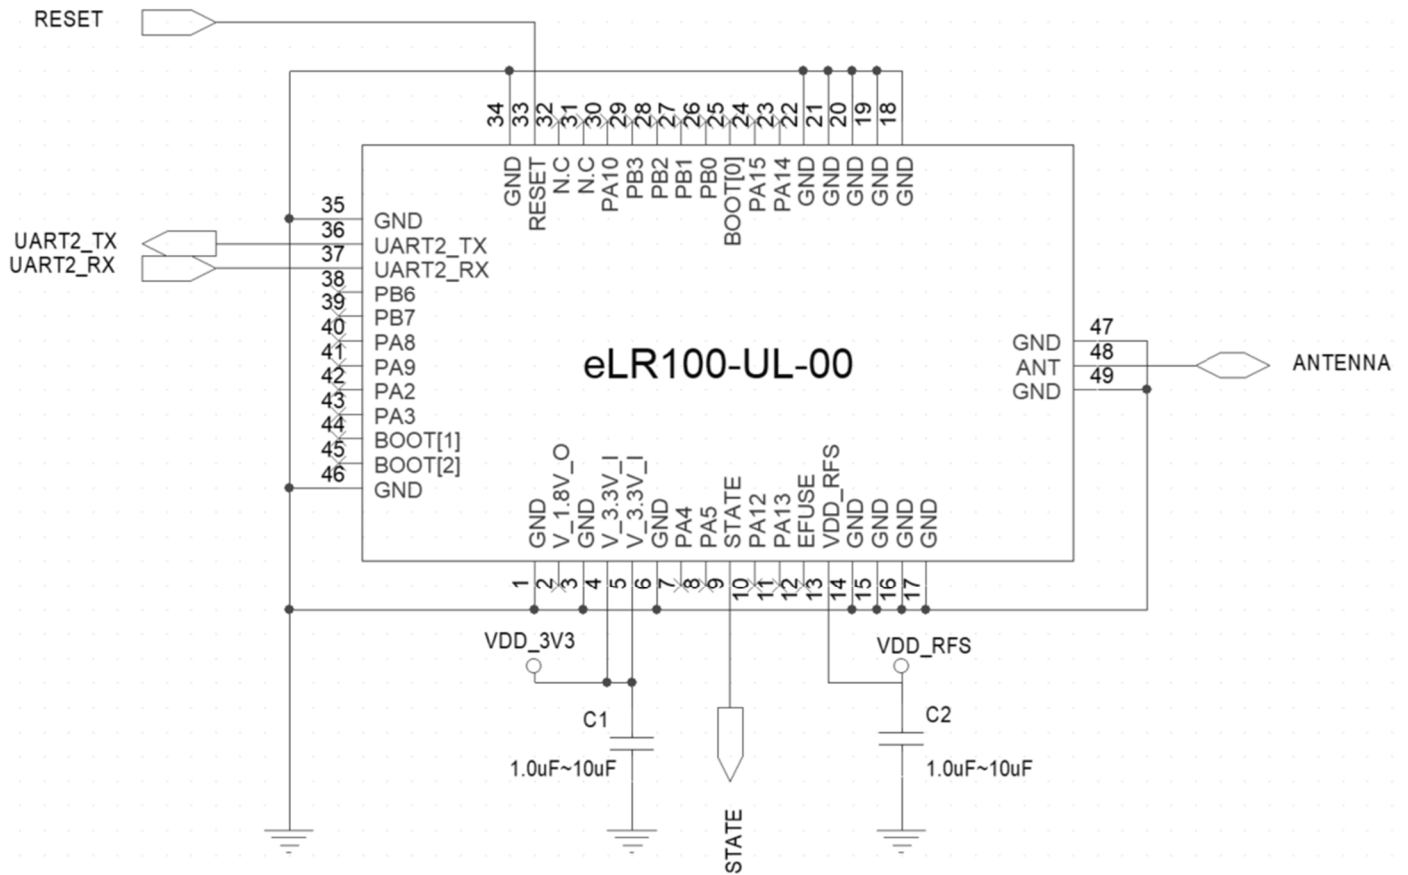 RESET
34
33
32
31
30
29
28
27
26
25
24
23
22
21
20
19
18
GND
RESET
N.C
N.C
PA10
PB3
PB2
PB1
PB0
BOOT[0]
PA15
PA14
GND
GND
GND
GND
GND
35 GND
UART2_TX 36 UART2_TX
UART2_RX 37 UART2_RX
38 PB6
39 PB7
40 PA8
41 PA9
42 PA2
43 PA3
44 BOOT[1]
45 BOOT[2]
46 GND
eLR100-UL-00
GND 47
ANT 48 ANTENNA
GND 49
GND
V_1.8V_O
GND
V_3.3V_I
V_3.3V_I
GND
PA4
PA5
STATE
PA12
PA13
EFUSE
VDD_RFS
GND
GND
GND
GND
1
2
3
4
5
6
7
8
9
10
11
12
13
14
15
16
17
VDD_3V3
VDD_RFS
C1
1.0uF~10uF
C2
1.0uF~10uF
STATE